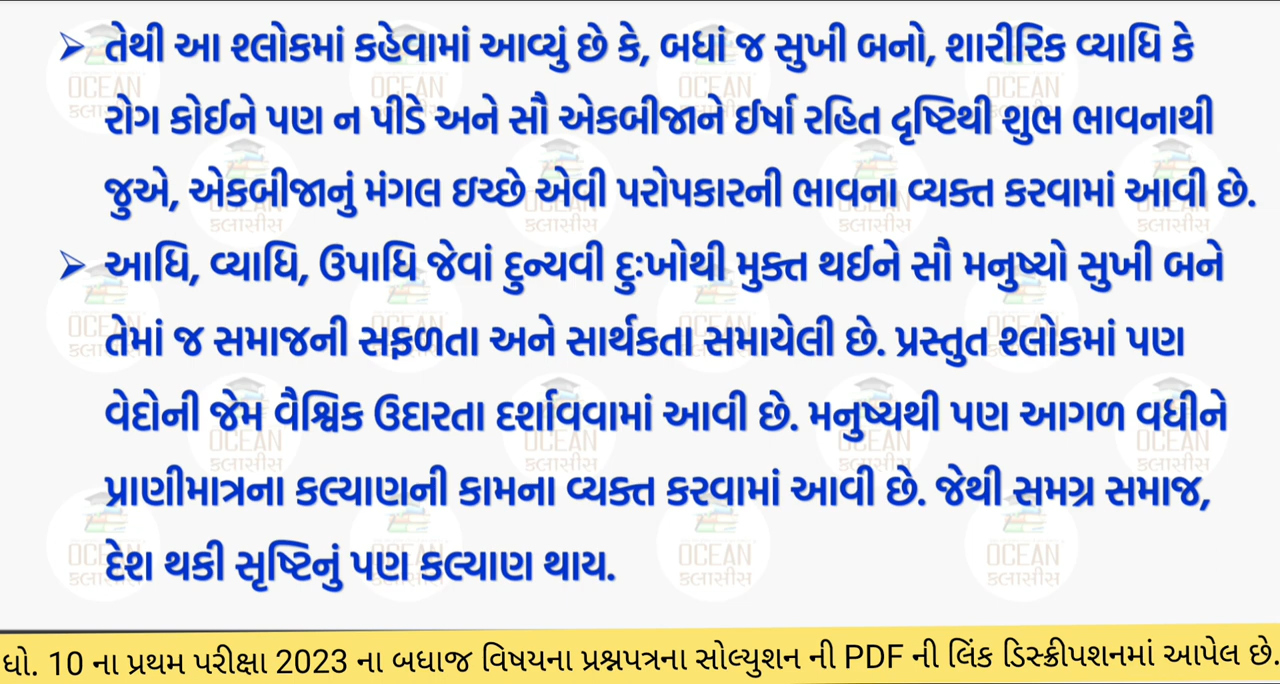 ➢ તેથી આ શ્લોકમાં કહેવામાં આવ્યું છે કે, બધાં જ સુખી બનો, શારીરિક વ્યાધિ કે
રોગ કોઈને પણ ન પીડે અને સૌ એકબીજાને ઈર્ષા રહિત દૃષ્ટિથી શુભ ભાવનાથી
જુએ, એકબીજાનું મંગલ ઇચ્છે એવી પરોપકારની ભાવના વ્યક્ત કરવામાં આવી છે.
➢ આધિ, વ્યાધિ, ઉપાધિ જેવાં દુન્યવી દુઃખોથી મુક્ત થઈને સૌ મનુષ્યો સુખી બને
તેમાં જ સમાજની સફળતા અને સાર્થકતા સમાયેલી છે. પ્રસ્તુત શ્લોકમાં પણ
વેદોની જેમ વૈશ્વિક ઉદારતા દર્શાવવામાં આવી છે. મનુષ્યથી પણ આગળ વધીને
પ્રાણીમાત્રના કલ્યાણની કામના વ્યક્ત કરવામાં આવી છે. જેથી સમગ્ર સમાજ,
દેશ થકી સૃષ્ટિનું પણ કલ્યાણ થાય.
ધો. 10 ના પ્રથમ પરીક્ષા 2023 ના બધાજ વિષયના પ્રશ્નપત્રના સોલ્યુશન ની PDF ની લિંક ડિસ્ક્રીપશનમાં આપેલ છે.